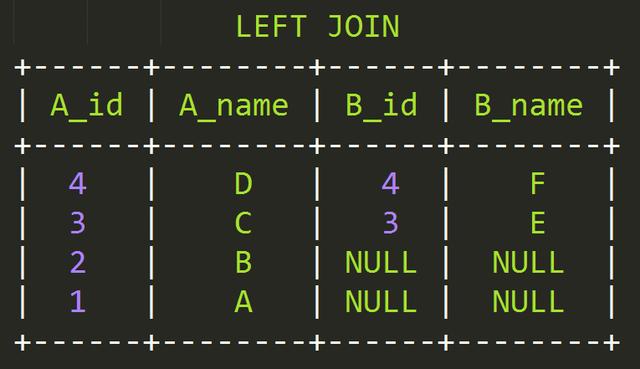 LEFT JOIN
+------+--------+------+--------+
| A_id | A_name | B_id | B_name |
+------+--------+------+--------+
|  4   |    D   |   4  |    F   |
|  3   |    C   |   3  |    E   |
|  2   |    B   | NULL |  NULL  |
|  1   |    A   | NULL |  NULL  |
+------+--------+------+--------+